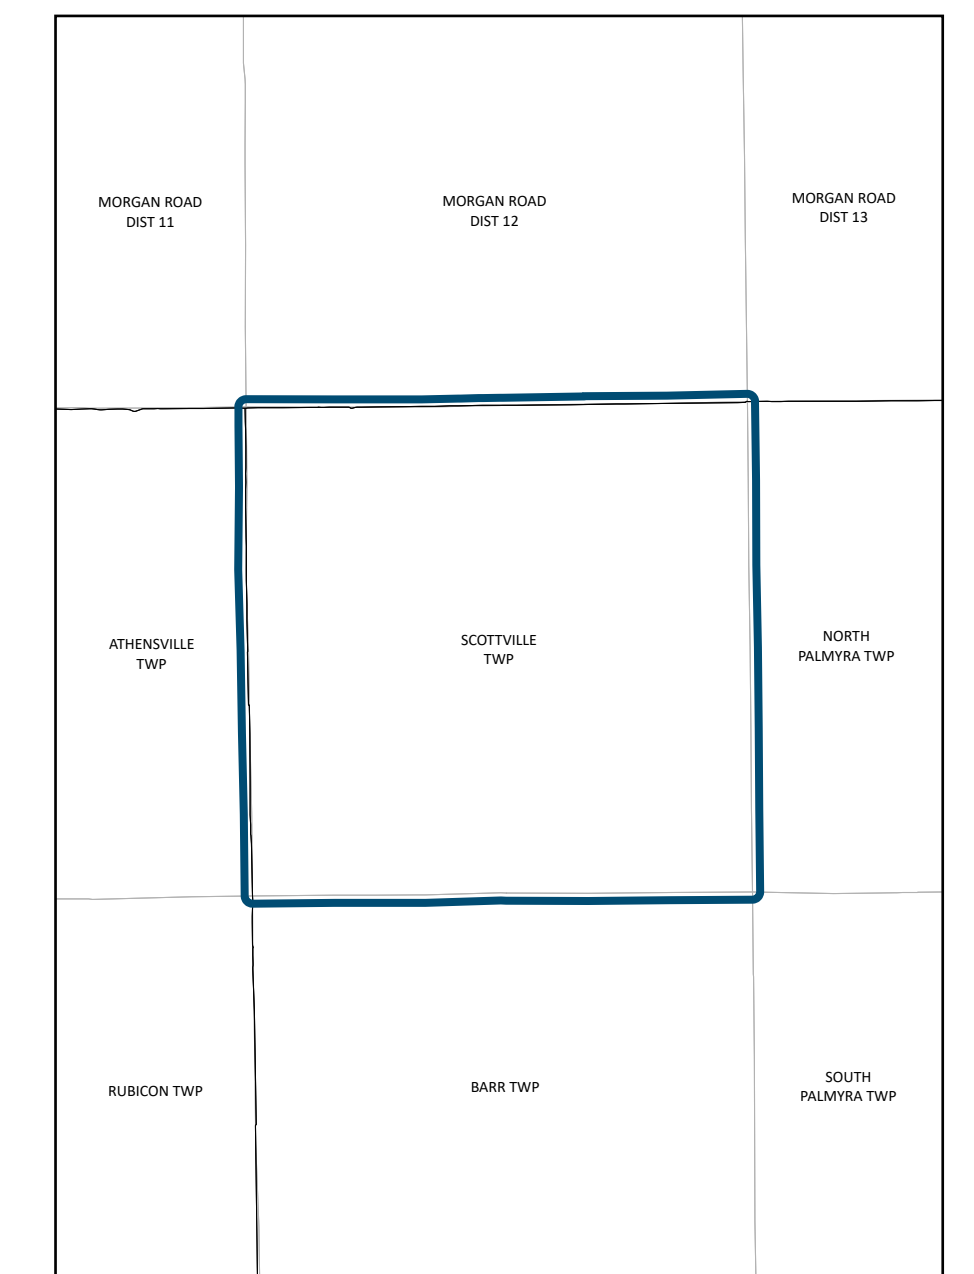 MORGAN ROAD
DIST 11
MORGAN ROAD
DIST 12
MORGAN ROAD
DIST 13
ATHENSVILLE
TWP
SCOTTVILLE
TWP
NORTH
PALMYRA TWP
RUBICON TWP
BARR TWP
SOUTH
PALMYRA TWP